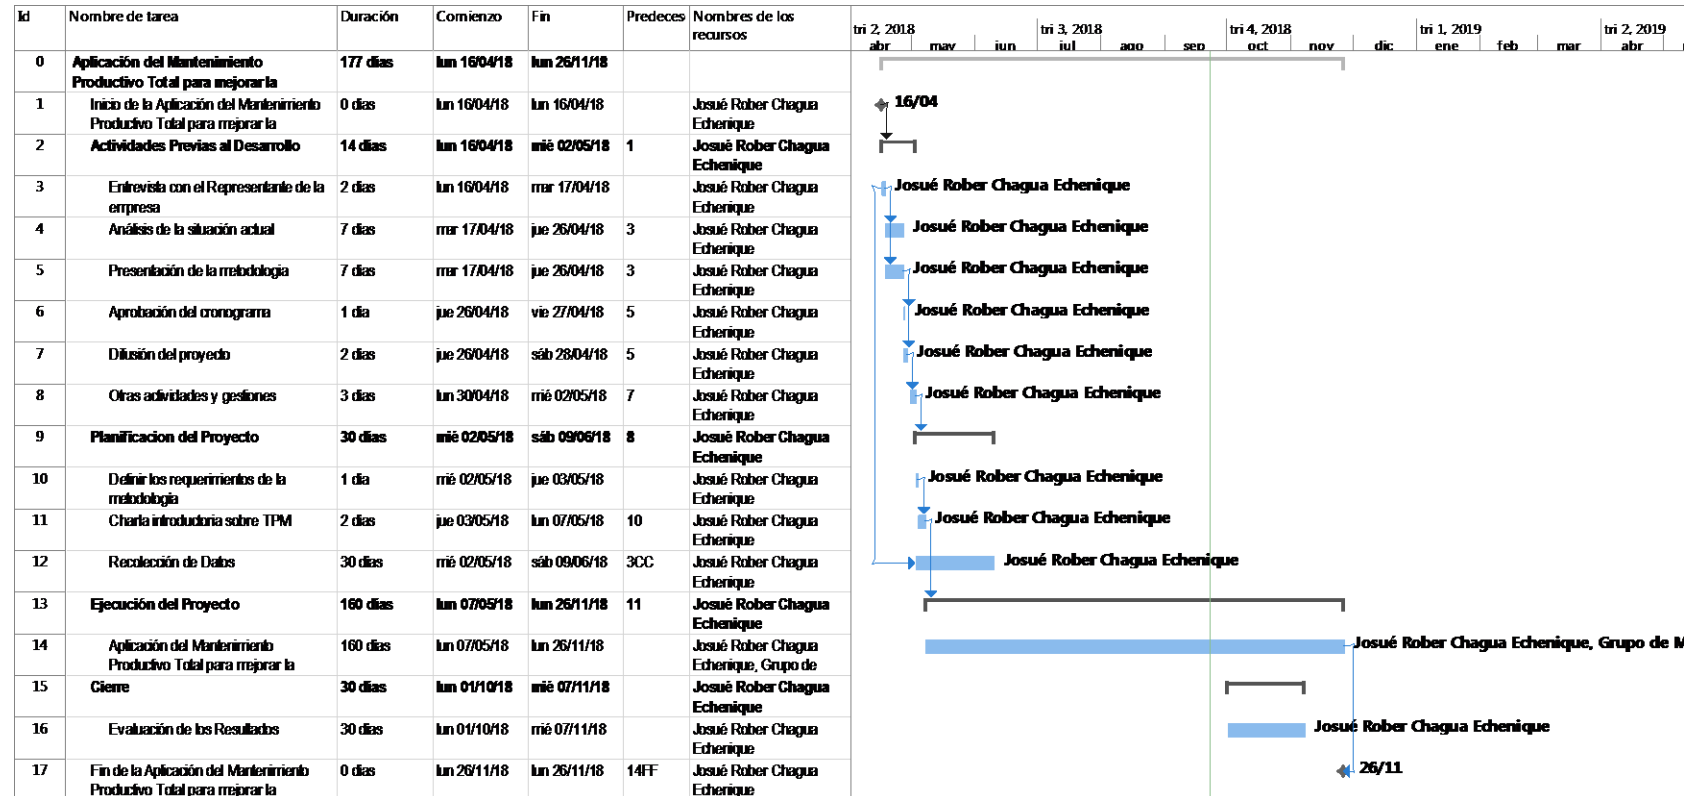 Id Nombre de tarea Duración Comienzo Fin Predeces Nombres de los
recursos
tri 2, 2018 tri 3, 2018 tri 4, 2018 tri 1, 2019 tri 2, 2019
abr may jun jul ago sep oct nov dic ene feb mar abr
0 Aplicación del Mantenimiento 177 días lun 16/04/18 lun 26/11/18
Productivo Total para mejorar la
1 Inicio de la Aplicación del Mantenimiento 0 días lun 16/04/18 lun 16/04/18 Josué Rober Chagua 16/04
Productivo Total para mejorar la Echenique
2 Actividades Previas al Desarrollo 14 días lun 16/04/18 mié 02/05/18 1 Josué Rober Chagua
Echenique
3 Entrevista con el Representante de la 2 días lun 16/04/18 mar 17/04/18 Josué Rober Chagua Josué Rober Chagua Echenique
empresa Echenique
4 Análisis de la situación actual 7 días mar 17/04/18 jue 26/04/18 3 Josué Rober Chagua Josué Rober Chagua Echenique
Echenique
5 Presentación de la metodologia 7 días mar 17/04/18 jue 26/04/18 3 Josué Rober Chagua Josué Rober Chagua Echenique
Echenique
6 Aprobación del cronograma 1 día jue 26/04/18 vie 27/04/18 5 Josué Rober Chagua Josué Rober Chagua Echenique
Echenique
7 Difusión del proyecto 2 días jue 26/04/18 sáb 28/04/18 5 Josué Rober Chagua Josué Rober Chagua Echenique
Echenique
8 Otras actividades y gestiones 3 días lun 30/04/18 mié 02/05/18 7 Josué Rober Chagua Josué Rober Chagua Echenique
Echenique
9 Planificacion del Proyecto 30 días mié 02/05/18 sáb 09/06/18 8 Josué Rober Chagua
Echenique
10 Definir los requerimientos de la 1 día mié 02/05/18 jue 03/05/18 Josué Rober Chagua Josué Rober Chagua Echenique
metodologia Echenique
11 Charla introductoria sobre TPM 2 días jue 03/05/18 lun 07/05/18 10 Josué Rober Chagua Josué Rober Chagua Echenique
Echenique
12 Recolección de Datos 30 días mié 02/05/18 sáb 09/06/18 3CC Josué Rober Chagua Josué Rober Chagua Echenique
Echenique
13 Ejecución del Proyecto 160 días lun 07/05/18 lun 26/11/18 11 Josué Rober Chagua
Echenique
14 Aplicación del Mantenimiento 160 días lun 07/05/18 lun 26/11/18 Josué Rober Chagua Josué Rober Chagua Echenique, Grupo de M
Productivo Total para mejorar la Echenique, Grupo de
15 Cierre 30 días lun 01/10/18 mié 07/11/18 Josué Rober Chagua
Echenique
16 Evaluación de los Resultados 30 días lun 01/10/18 mié 07/11/18 Josué Rober Chagua Josué Rober Chagua Echenique
Echenique
17 Fin de la Aplicación del Mantenimiento 0 días lun 26/11/18 lun 26/11/18 14FF Josué Rober Chagua 26/11
Productivo Total para mejorar la Echenique